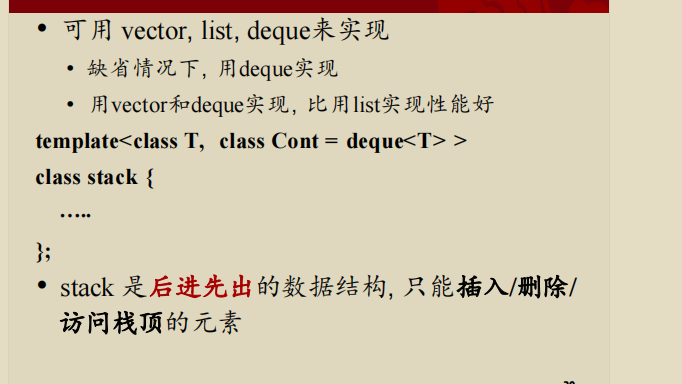 • 可用 vector, list, deque来实现
• 缺省情况下, 用deque实现
• 用vector和deque实现, 比用list实现性能好
template<class T, class Cont = deque<T> >
class stack {
…..
};
• stack 是后进先出的数据结构, 只能插入/删除/
访问栈顶的元素